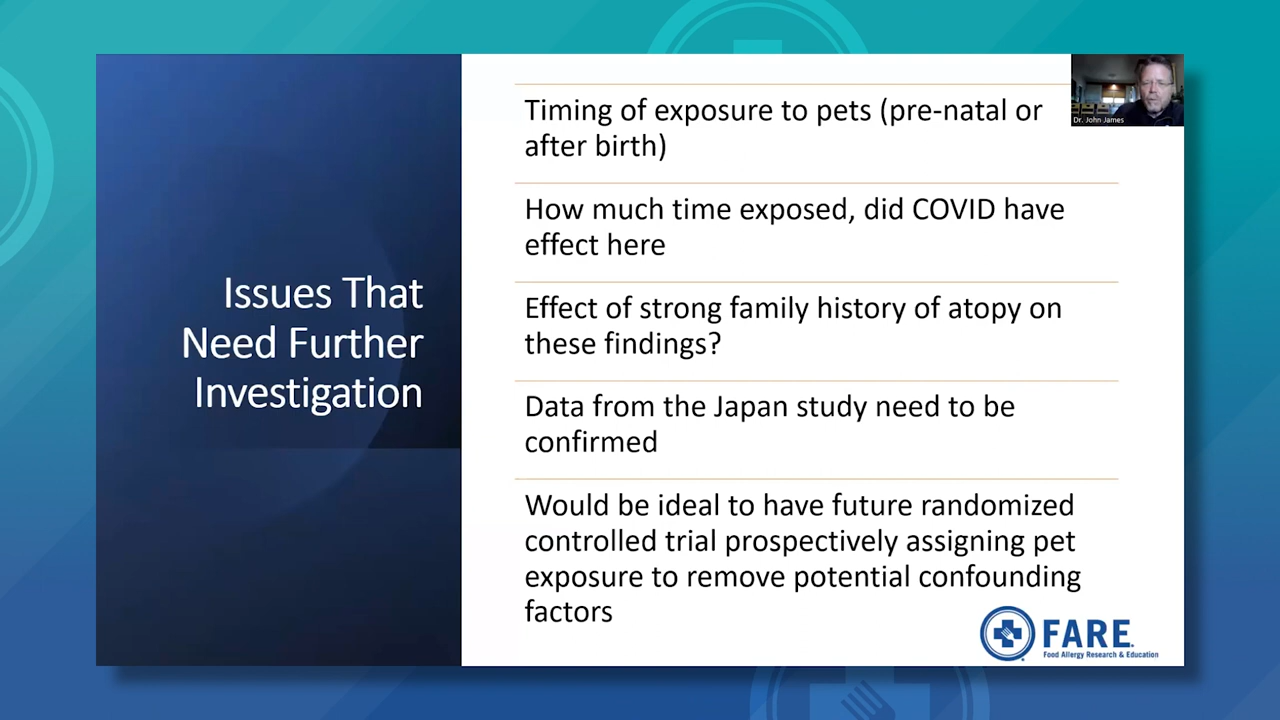 Issues That
Need Further
Investigation
Timing of exposure to pets (pre-natal or
after birth)
How much time exposed, did COVID have
effect here
Effect of strong family history of atopy on
these findings?
Data from the Japan study need to be
confirmed
Would be ideal to have future randomized
controlled trial prospectively assigning pet
exposure to remove potential confounding
factors
Dr. John James
FARE
Food Allergy Research & Education